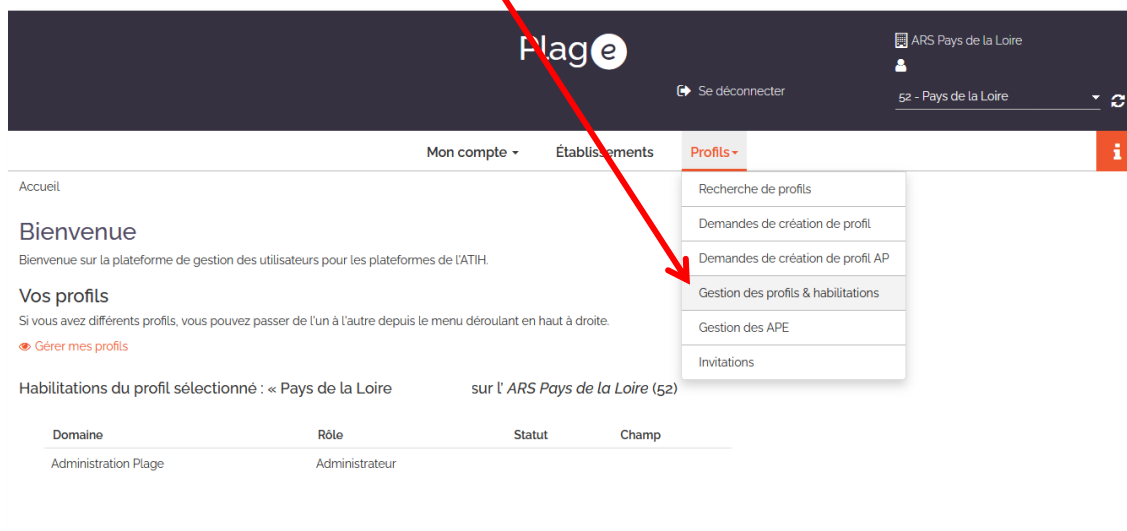 Plage
ARS Pays de la Loire
Se déconnecter
52 - Pays de la Loire
Mon compte
Établissements
Profils
i
Accueil
Recherche de profils
Demandes de création de profil
Demandes de création de profil AP
Gestion des profils & habilitations
Gestion des APE
Invitations
Bienvenue
Bienvenue sur la plateforme de gestion des utilisateurs pour les plateformes de l'ATIH.
Vos profils
Si vous avez différents profils, vous pouvez passer de l'un à l'autre depuis le menu déroulant en haut à droite.
Gérer mes profils
Habilitations du profil sélectionné : « Pays de la Loire sur l' ARS Pays de la Loire (52)
Domaine Rôle Statut Champ
Administration Plage Administrateur